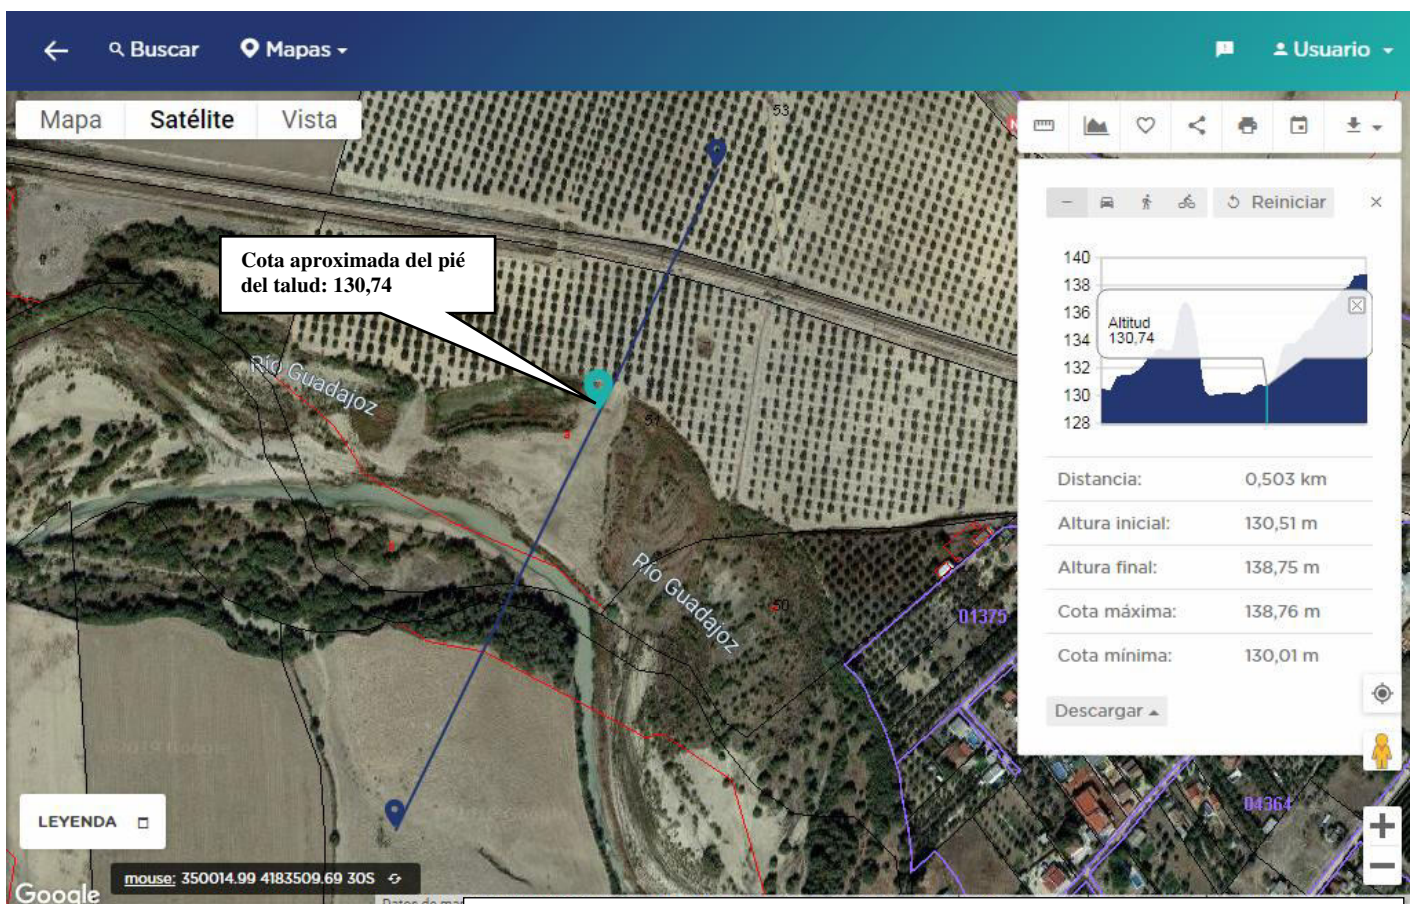 Buscar
Mapas
Usuario
Mapa Satélite Vista
53
Reiniciar
Cota aproximada del pié
del talud: 130,74
140
138
136
134
132
130
128
Altitud
130,74
Río Guadajoz
51
a
Distancia: 0,503 km
Altura inicial: 130,51 m
Altura final: 138,75 m
Cota máxima: 138,76 m
Cota mínima: 130,01 m
Río Guadajoz
50
01375
Descargar
04364
LEYENDA
mouse: 350014.99 4183509.69 30S
Google